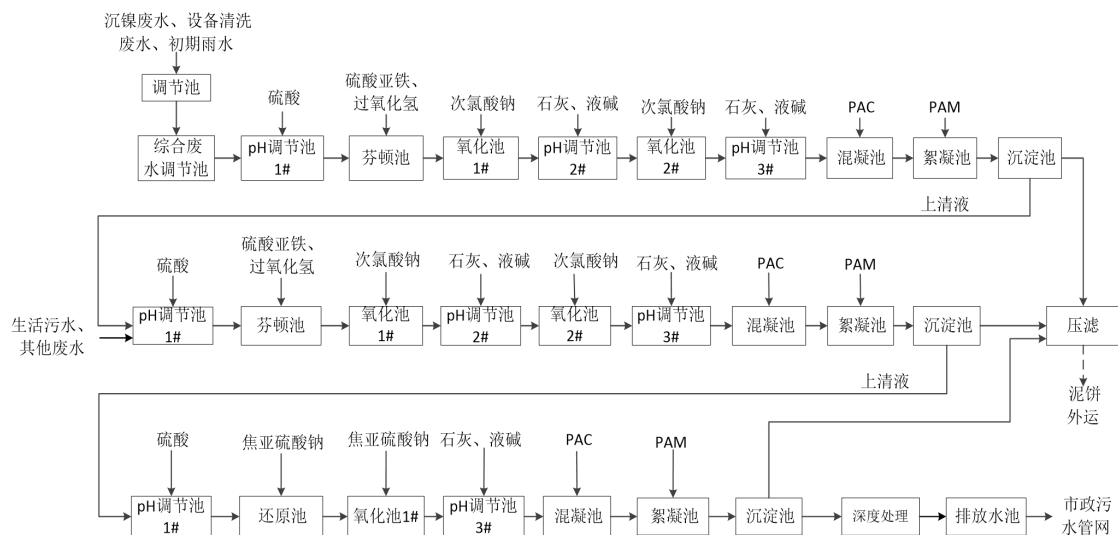 沉镍废水、设备清洗
废水、初期雨水
调节池
硫酸
硫酸亚铁、
过氧化氢
次氯酸钠
石灰、液碱
次氯酸钠
石灰、液碱
PAC
PAM
综合废
水调节池
pH调节池
1#
芬顿池
氧化池
1#
pH调节池
2#
氧化池
2#
pH调节池
3#
混凝池
絮凝池
沉淀池
上清液
硫酸
硫酸亚铁、
过氧化氢
次氯酸钠
石灰、液碱
次氯酸钠
石灰、液碱
PAC
PAM
生活污水、
其他废水
pH调节池
1#
芬顿池
氧化池
1#
pH调节池
2#
氧化池
2#
pH调节池
3#
混凝池
絮凝池
沉淀池
压滤
上清液
泥饼
外运
硫酸
焦亚硫酸钠
焦亚硫酸钠
石灰、液碱
PAC
PAM
pH调节池
1#
还原池
氧化池1#
pH调节池
3#
混凝池
絮凝池
沉淀池
深度处理
排放水池
市政污
水管网